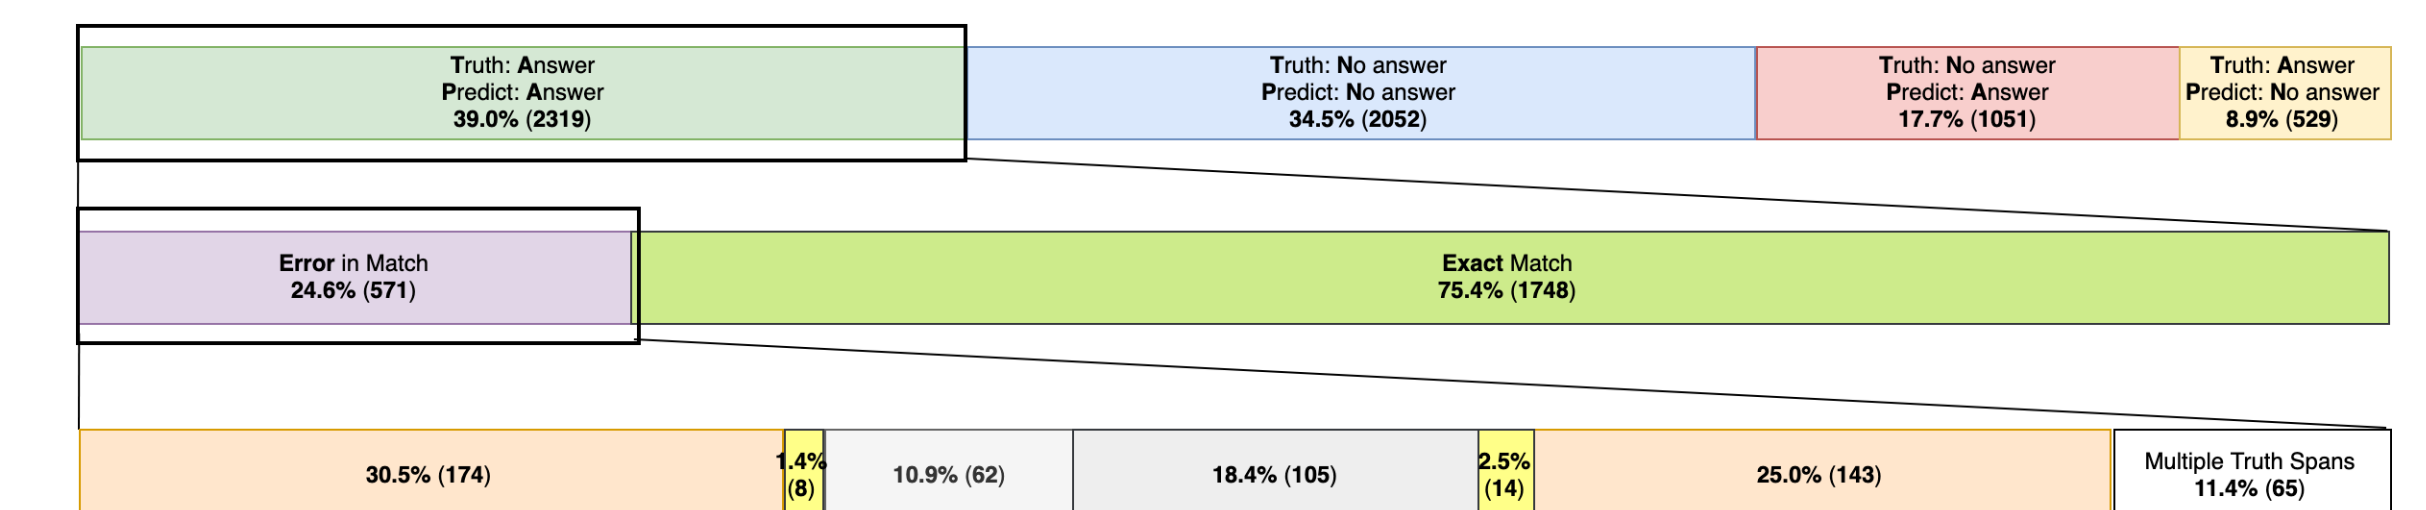 Truth: Answer
Predict: Answer
39.0% (2319)
Truth: No answer
Predict: No answer
34.5% (2052)
Truth: No answer
Predict: Answer
17.7% (1051)
Truth: Answer
Predict: No answer
8.9% (529)
Error in Match
24.6% (571)
Exact Match
75.4% (1748)
30.5% (174)
1.4%
(8)
10.9% (62)
18.4% (105)
2.5%
(14)
25.0% (143)
Multiple Truth Spans
11.4% (65)